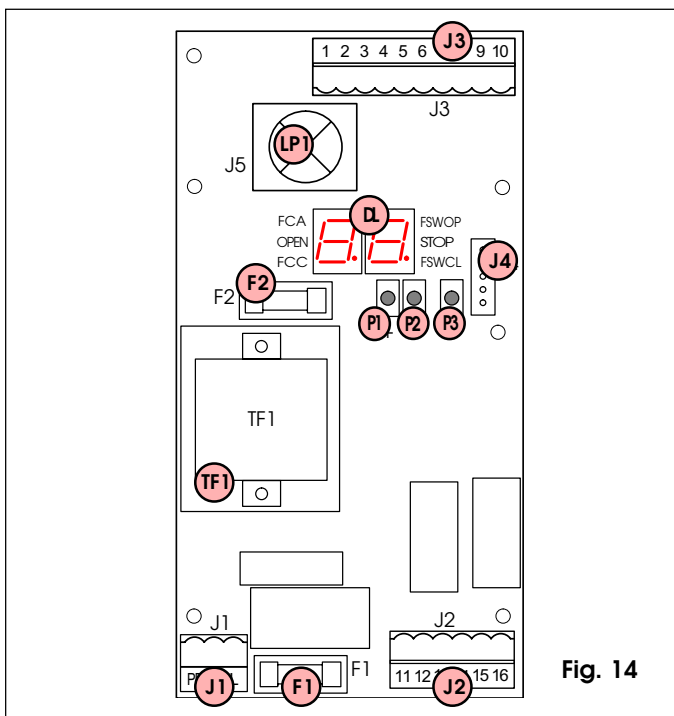 J3
1 2 3 4 5 6 9 10
J3
LP1
J5
DL
FCA FSWOP
OPEN STOP
FCC FSWCL
J4
F2
F2
P1 P2 P3
TF1
TF1
J1 J2
F1
11 12 15 16
J1 F1 J2
Fig. 14